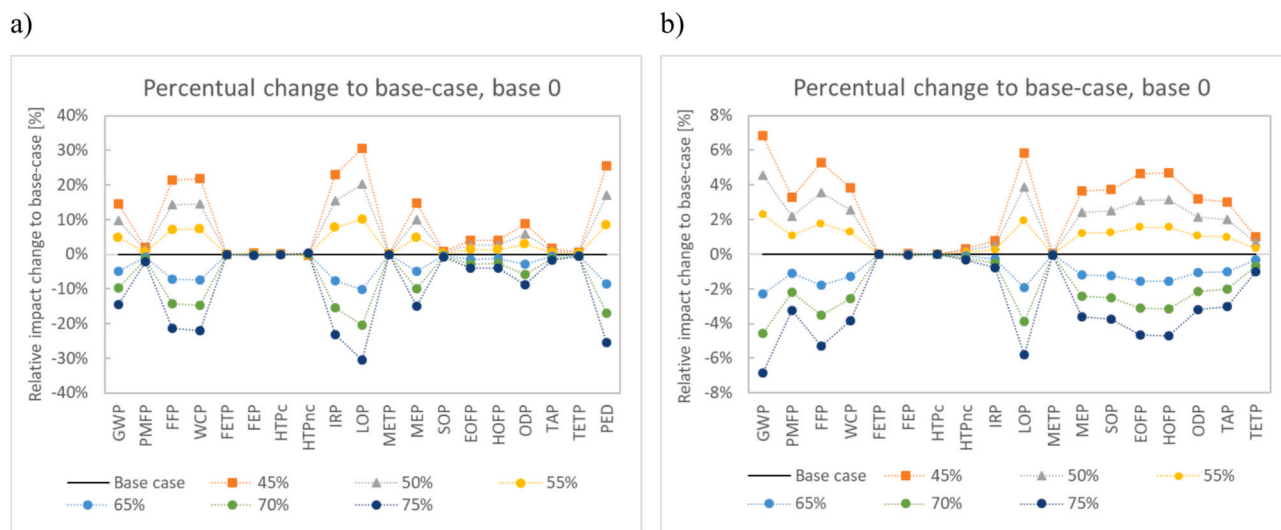 a)
b)
Percentual change to base-case, base 0
Relative impact change to base-case [%]
40%
30%
20%
10%
0%
-10%
-20%
-30%
-40%
GWP
PMFP
FFP
WCP
FETP
FEP
HTPc
HTPnc
IRP
LOP
METP
MEP
SOP
EOFP
HOFP
ODP
TAP
TETP
PED
Base case 45% 50% 55%
65% 70% 75%
Percentual change to base-case, base 0
Relative impact change to base-case [%]
8%
6%
4%
2%
0%
-2%
-4%
-6%
-8%
GWP
PMFP
FFP
WCP
FETP
FEP
HTPc
HTPnc
IRP
LOP
METP
MEP
SOP
EOFP
HOFP
ODP
TAP
TETP
Base case 45% 50% 55%
65% 70% 75%